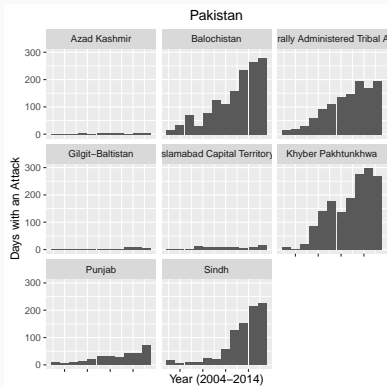 Pakistan
Azad Kashmir
Balochistan
rally Administered Tribal A
300
200
100
0
Gilgit−Baltistan
slamabad Capital Territory
Khyber Pakhtunkhwa
300
200
100
0
Punjab
Sindh
300
200
100
0
Days with an Attack
Year (2004−2014)